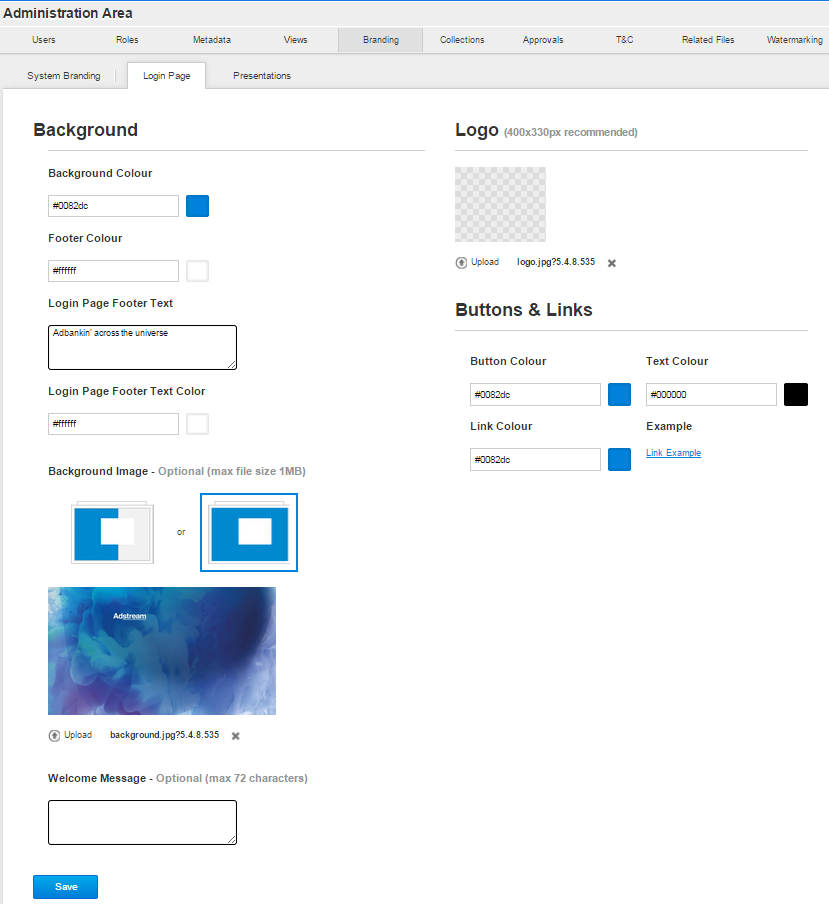 Administration Area
Users Roles Metadata Views Branding Collections Approvals T&C Related Files Watermarking
System Branding Login Page Presentations
Background
Background Colour
#0082dc
Footer Colour
#ffffff
Login Page Footer Text
Adbankin' across the universe
Login Page Footer Text Color
#ffffff
Background Image - Optional (max file size 1MB)
or
Adstream
Upload background.jpg?5.4.8.535
Welcome Message - Optional (max 72 characters)
Save
Logo (400x330px recommended)
Upload logo.jpg?5.4.8.535
Buttons & Links
Button Colour Text Colour
#0082dc #000000
Link Colour Example
#0082dc Link Example